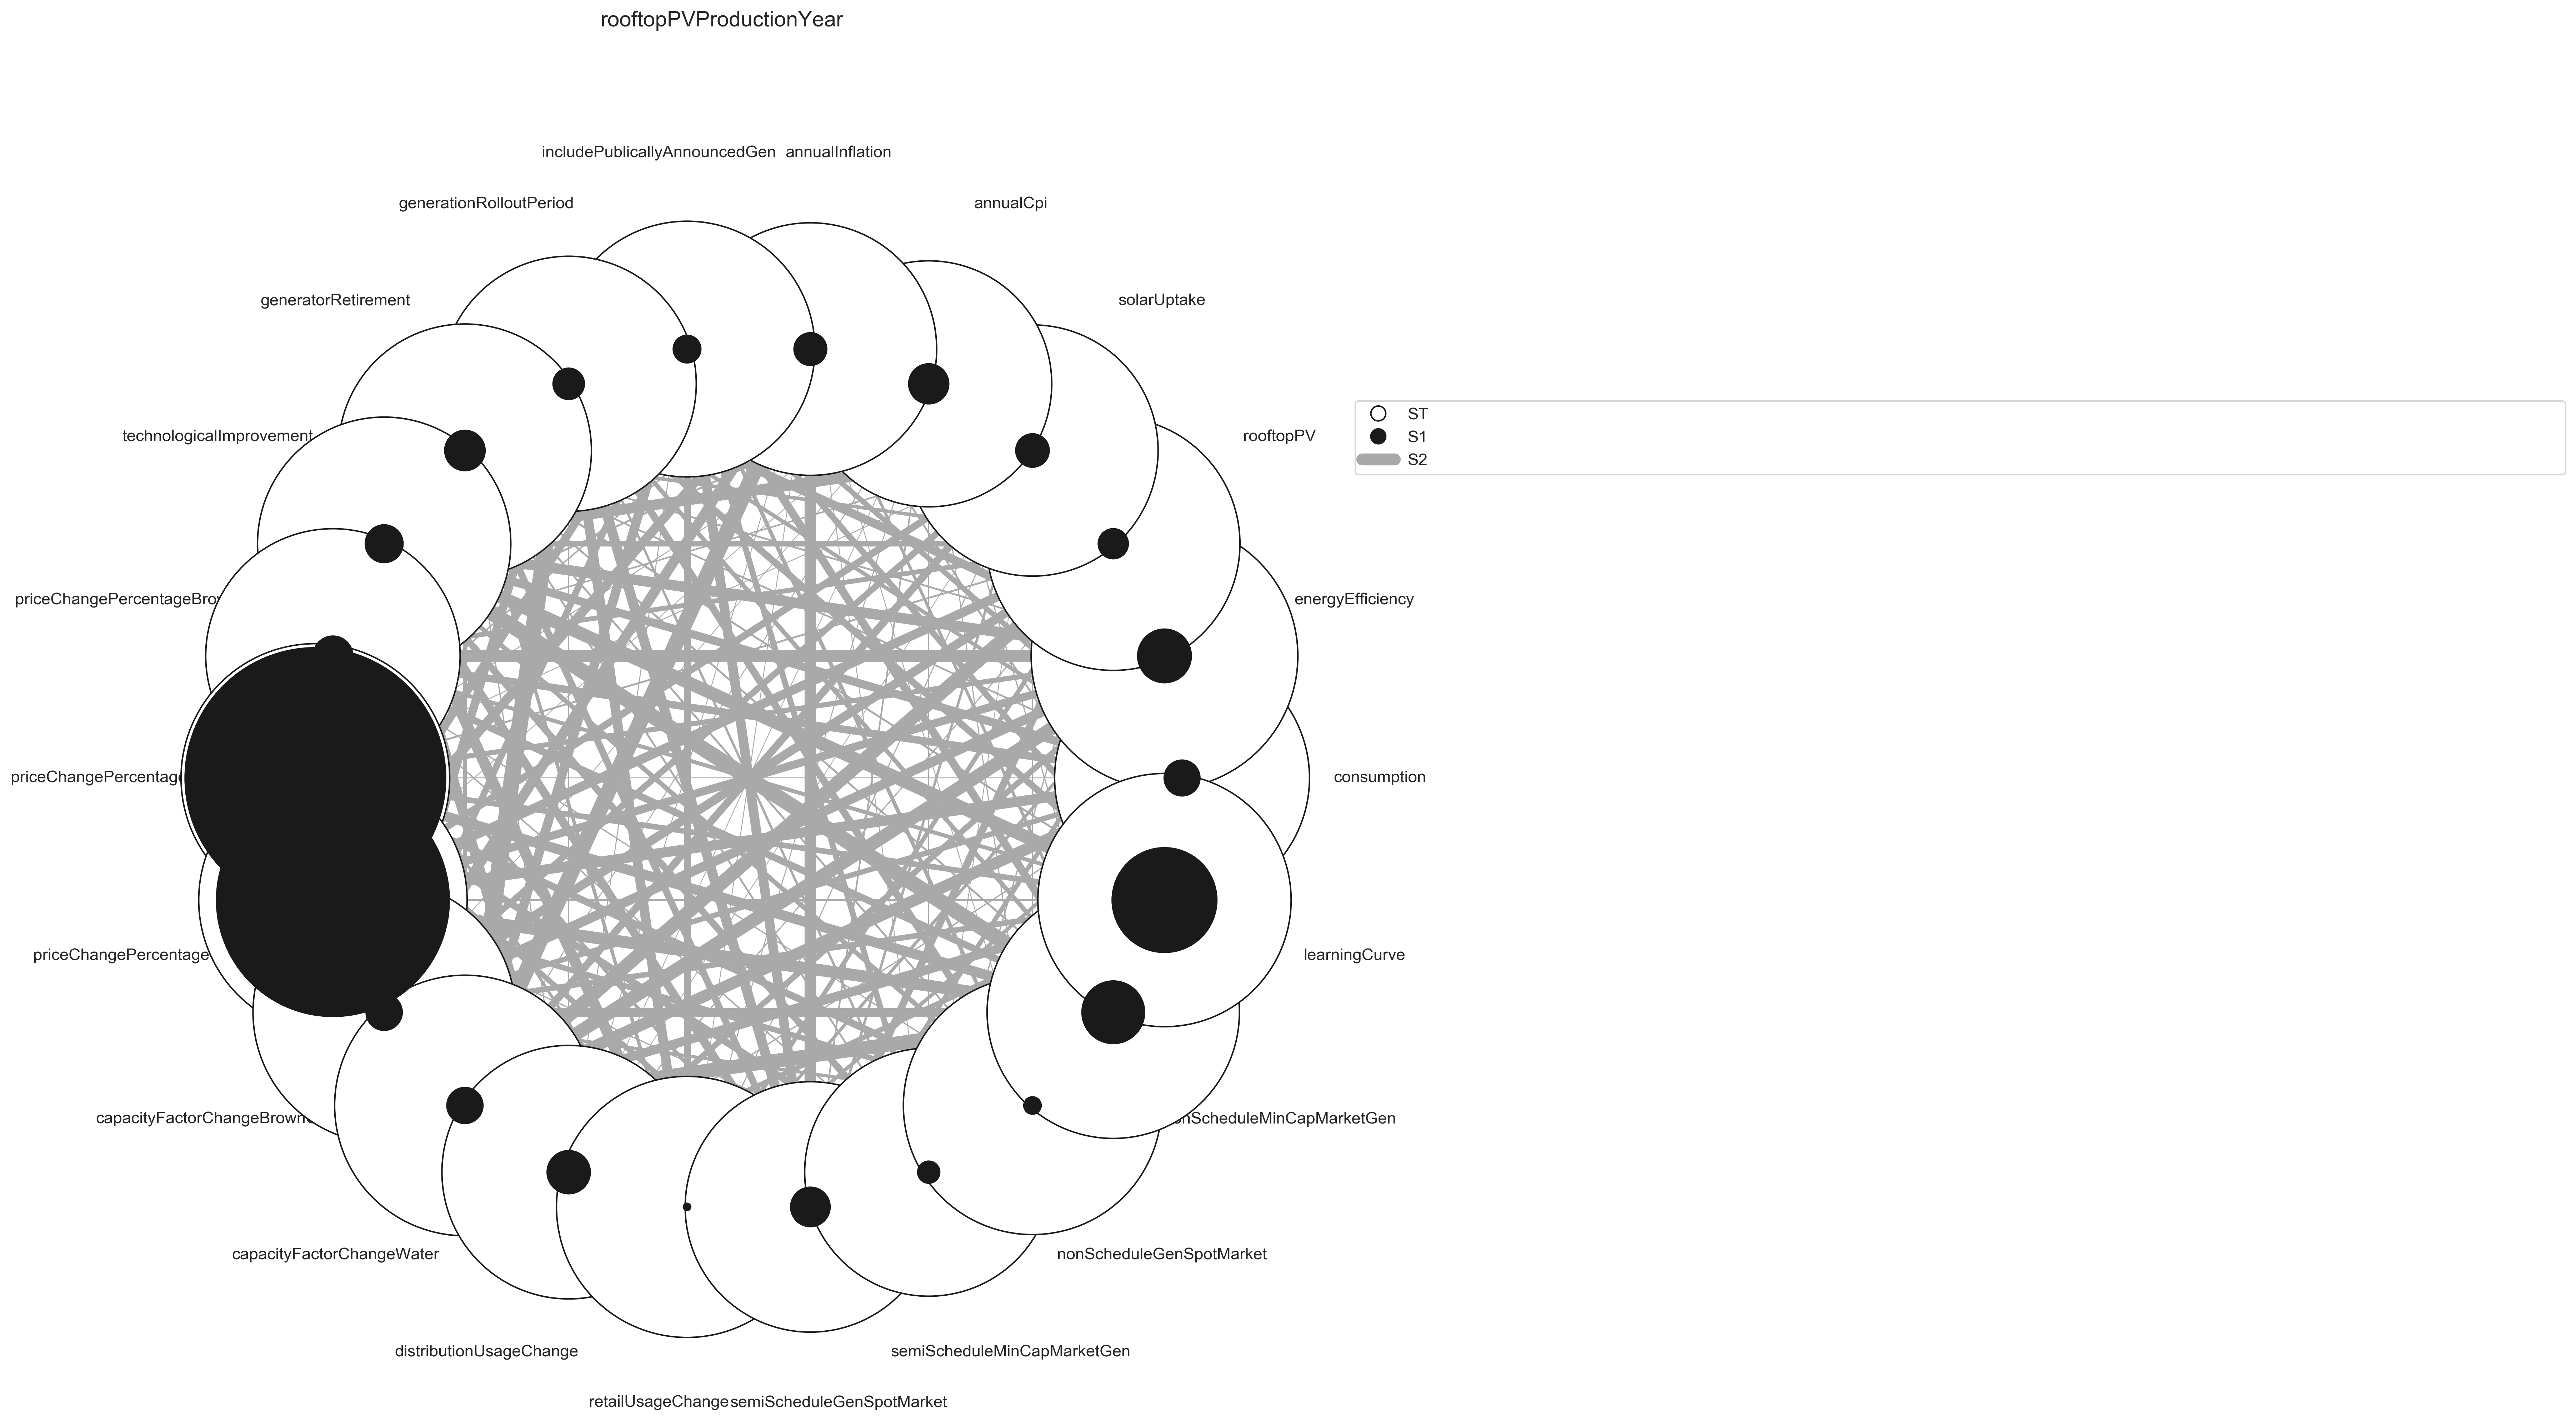 rooftopPVProductionYear
includePublicallyAnnouncedGen annualInflation
generationRolloutPeriod
annualCpi
generatorRetirement
solarUptake
technologicalImprovement
rooftopPV
priceChangePercentageBro
energyEfficiency
priceChangePercentage
consumption
priceChangePercentage
learningCurve
capacityFactorChangeBrown
nScheduleMinCapMarketGen
capacityFactorChangeWater
nonScheduleGenSpotMarket
distributionUsageChange
semiScheduleMinCapMarketGen
retailUsageChange semiScheduleGenSpotMarket
ST
S1
S2